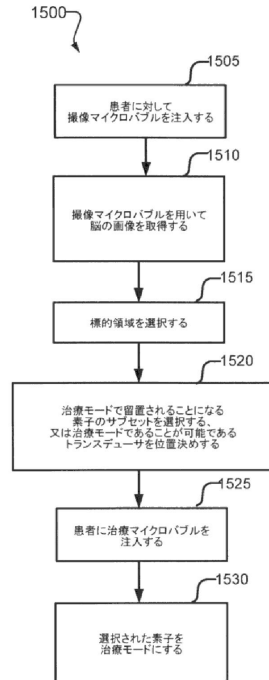 1500
1505
患者に対して
撮像マイクロバブルを注入する
1510
撮像マイクロバブルを用いて
脳の画像を取得する
1515
標的領域を選択する
1520
治療モードで留置されることになる
素子のサブセットを選択する、
又は治療モードであることが可能である
トランスデューサを位置決めする
1525
患者に治療マイクロバブルを
注入する
1530
選択された素子を
治療モードにする